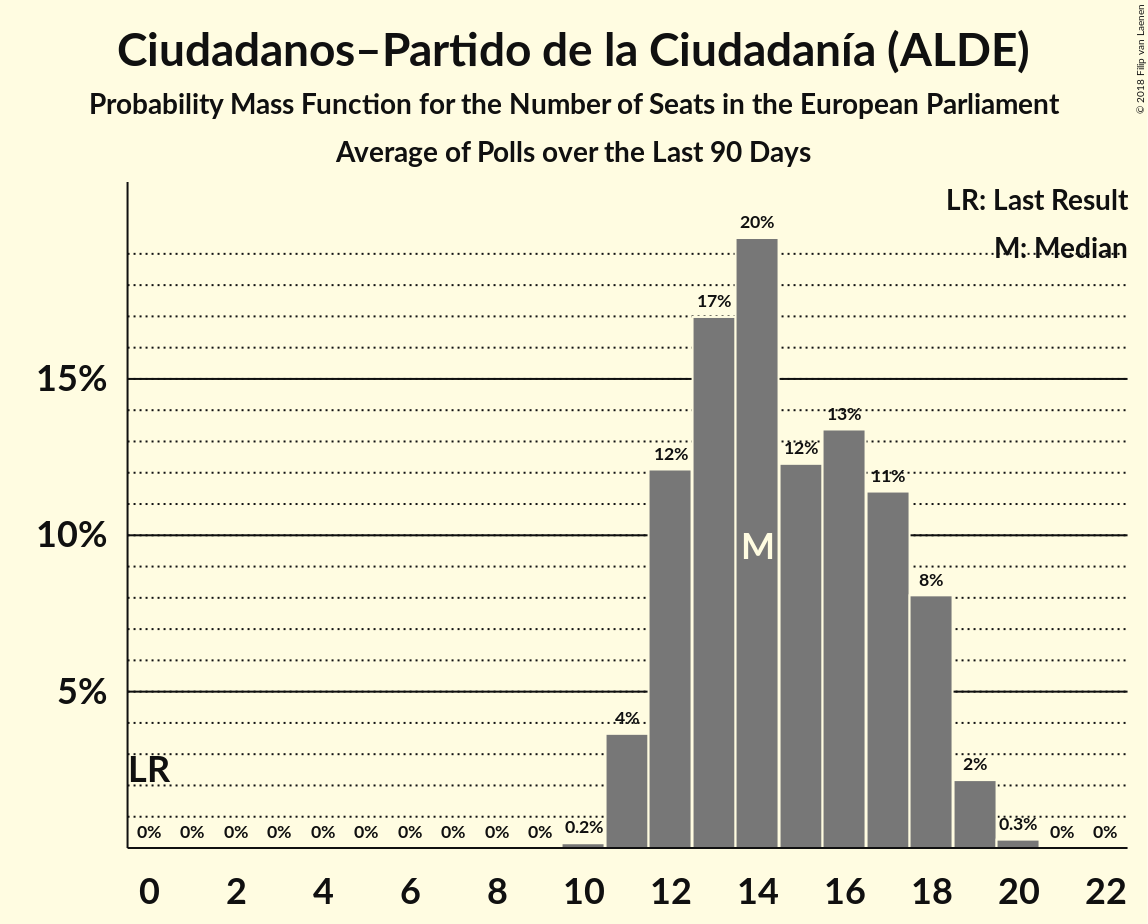 Ciudadanos–Partido de la Ciudadanía (ALDE)
Probability Mass Function for the Number of Seats in the European Parliament
Average of Polls over the Last 90 Days
© 2018 Filip van Laenen
LR: Last Result
M: Median
20%
17%
15%
13%
12%
12%
11%
10%
M
8%
5%
4%
LR
2%
0% 0% 0% 0% 0% 0% 0% 0% 0% 0% 0.2% 0.3% 0% 0%
0 2 4 6 8 10 12 14 16 18 20 22